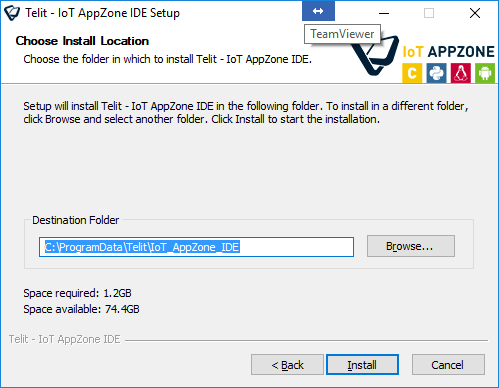 Telit - IoT AppZone IDE Setup
TeamViewer
Choose Install Location
Choose the folder in which to install Telit - IoT AppZone IDE.
IoT APPZONE
C
Setup will install Telit - IoT AppZone IDE in the following folder. To install in a different folder,
click Browse and select another folder. Click Install to start the installation.
Destination Folder
C:\ProgramData\Telit\IoT_AppZone_IDE
Browse...
Space required: 1.2GB
Space available: 74.4GB
Telit - IoT AppZone IDE
< Back
Install
Cancel